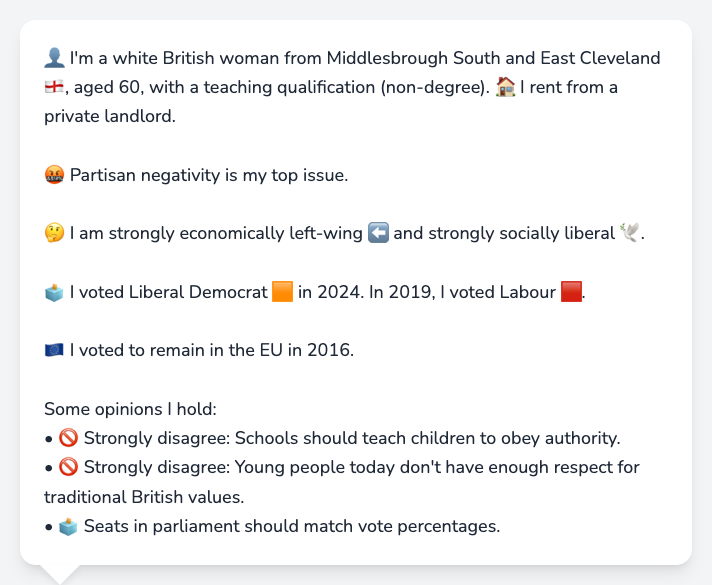 👤 I'm a white British woman from Middlesbrough South and East Cleveland
🏴󠁧󠁢󠁥󠁮󠁧󠁿, aged 60, with a teaching qualification (non-degree). 🏠 I rent from a
private landlord.
🤬 Partisan negativity is my top issue.
🤔 I am strongly economically left-wing ⬅️ and strongly socially liberal 🕊️.
🗳️ I voted Liberal Democrat 🟧 in 2024. In 2019, I voted Labour 🟥.
🇪🇺 I voted to remain in the EU in 2016.
Some opinions I hold:
• 🚫 Strongly disagree: Schools should teach children to obey authority.
• 🚫 Strongly disagree: Young people today don't have enough respect for
traditional British values.
• 🗳️ Seats in parliament should match vote percentages.